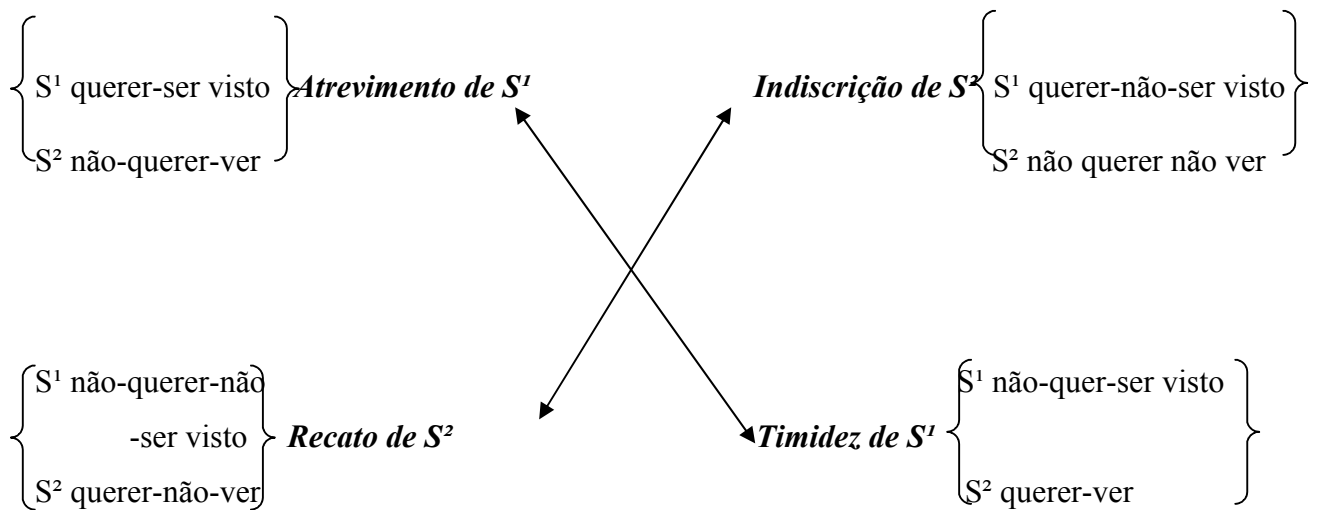 S¹ querer-ser visto
S² não-querer-ver
Atrevimento de S¹
Indiscrição de S²
S¹ querer-não-ser visto
S² não querer não ver
S¹ não-querer-não
-ser visto
S² querer-não-ver
Recato de S²
Timidez de S¹
S¹ não-quer-ser visto
S² querer-ver